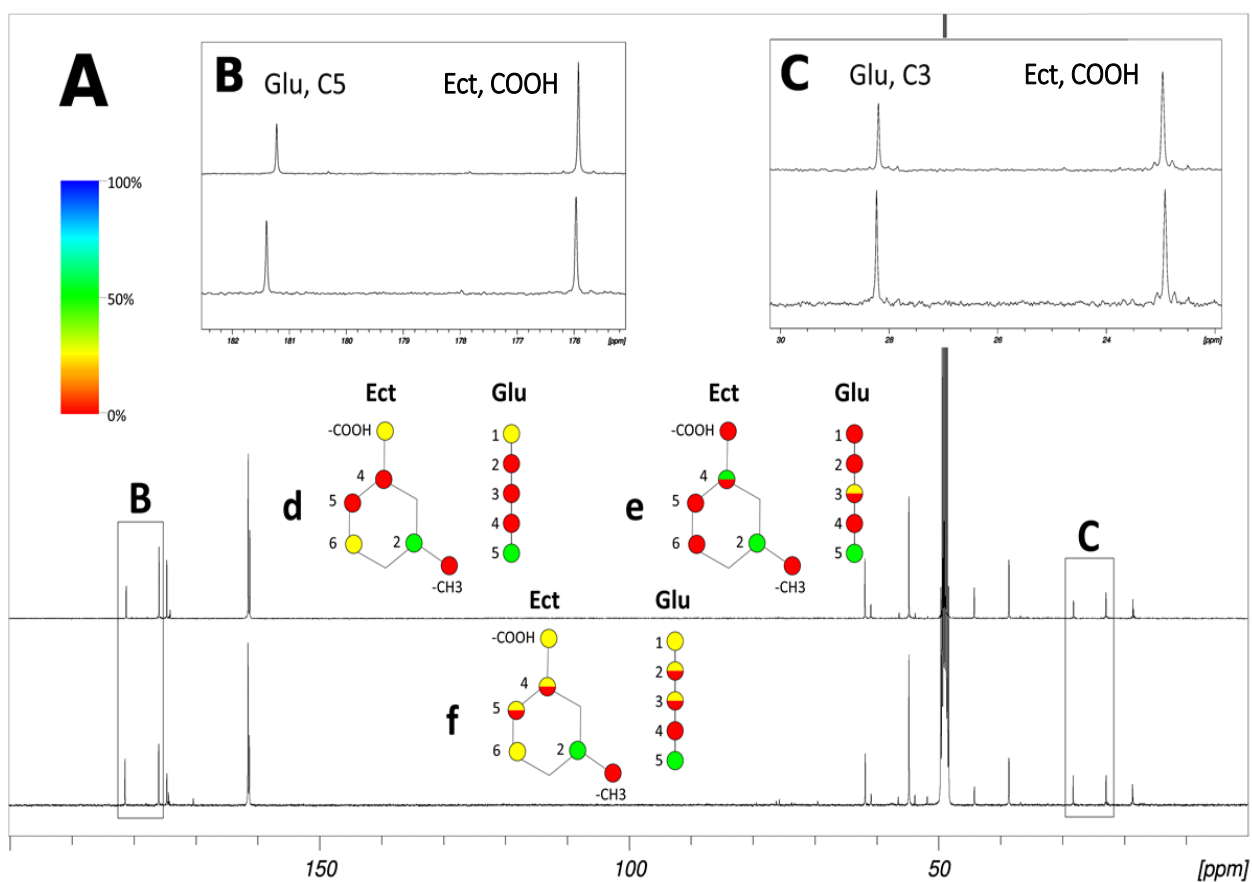 A
B
Glu, C5
Ect, COOH
182 181 180 179 178 177 176 [ppm]
C
Glu, C3
Ect, COOH
30 28 26 24 [ppm]
100%
50%
0%
d
Ect
Glu
-COOH
4
5
6
2
-CH3
1
2
3
4
5
e
Ect
Glu
-COOH
4
5
6
2
-CH3
1
2
3
4
5
f
Ect
Glu
-COOH
4
5
6
2
-CH3
1
2
3
4
5
B
C
150 100 50 [ppm]